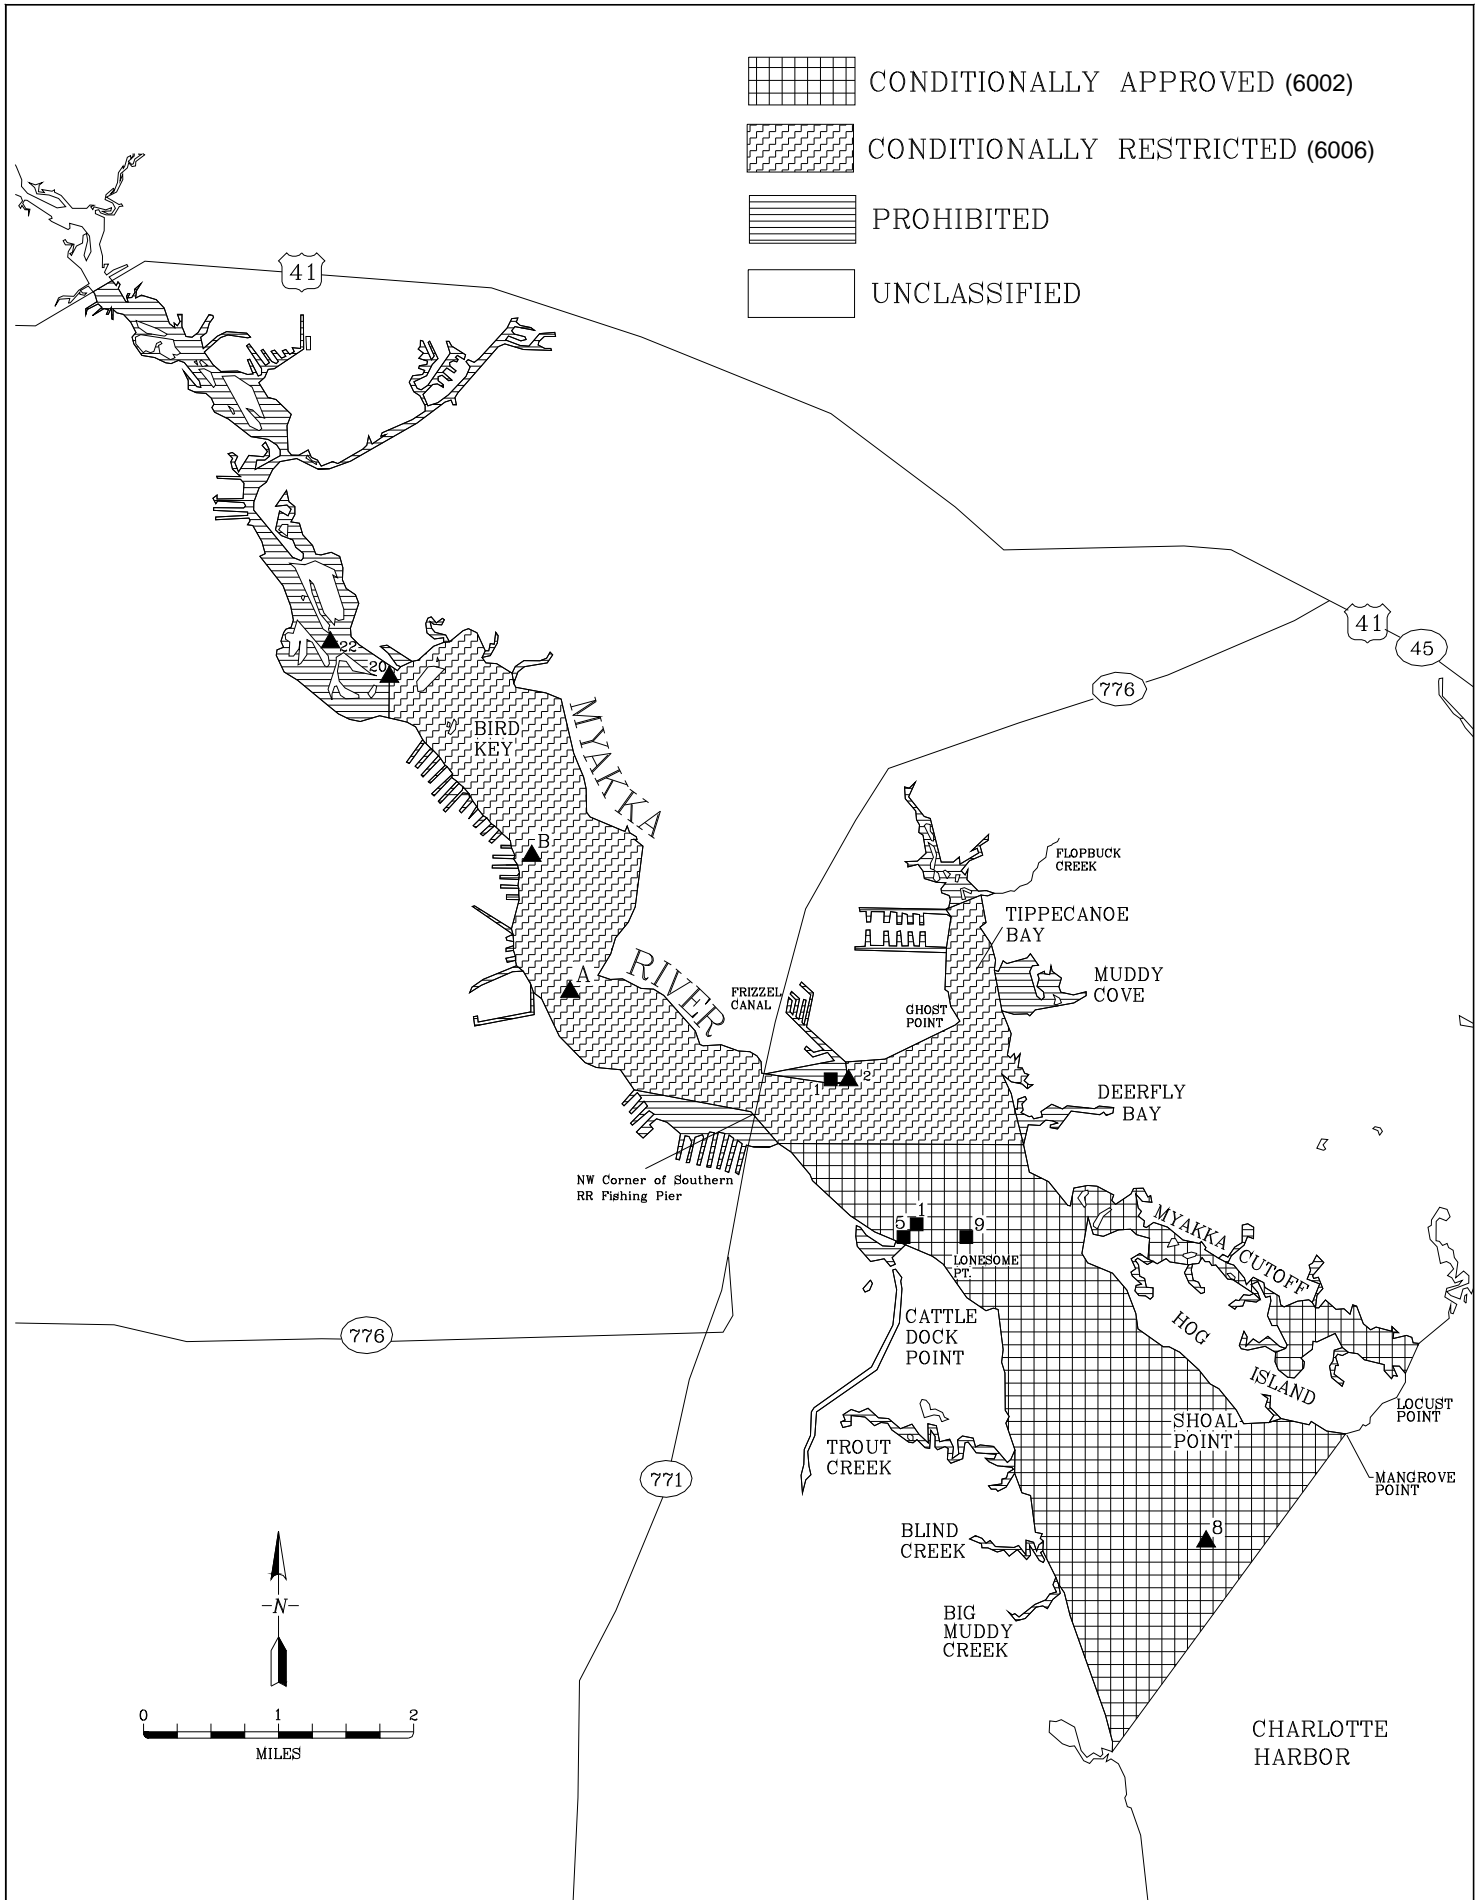 CONDITIONALLY APPROVED (6002)
CONDITIONALLY RESTRICTED (6006)
PROHIBITED
UNCLASSIFIED
41
41
45
776
22
20
BIRD
KEY
MYAKKA
B
FLOPBUCK
CREEK
TIPPECANOE
BAY
A
RIVER
MUDDY
COVE
FRIZZEL
CANAL
GHOST
POINT
1
2
DEERFLY
BAY
NW Corner of Southern
RR Fishing Pier
5
1
9
LONESOME
PT.
MYAKKA
CUTOFF
776
CATTLE
DOCK
POINT
HOG
ISLAND
LOCUST
POINT
SHOAL
POINT
TROUT
CREEK
771
MANGROVE
POINT
BLIND
CREEK
8
BIG
MUDDY
CREEK
-N-
0 1 2
MILES
CHARLOTTE
HARBOR